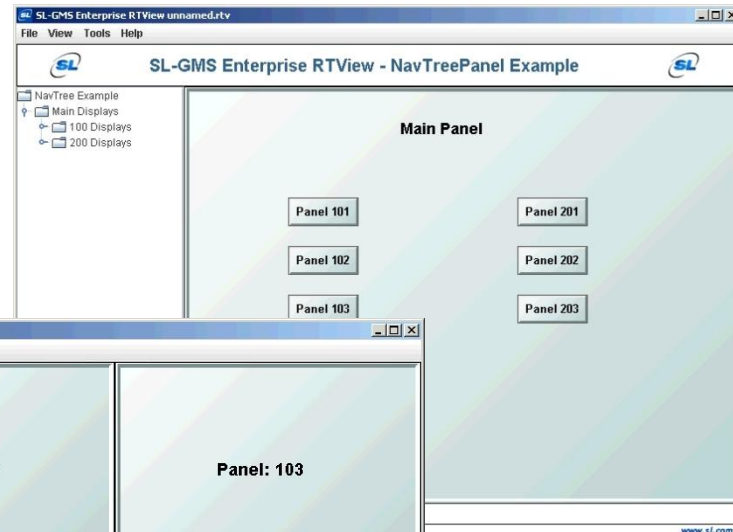 SL-GMS Enterprise RTView unnamed.rtv
File View Tools Help
SL SL-GMS Enterprise RTView - NavTreePanel Example SL
NavTree Example
Main Displays
100 Displays
200 Displays
Main Panel
Panel 101 Panel 201
Panel 102 Panel 202
Panel 103 Panel 203
Panel: 103
www.sl.com